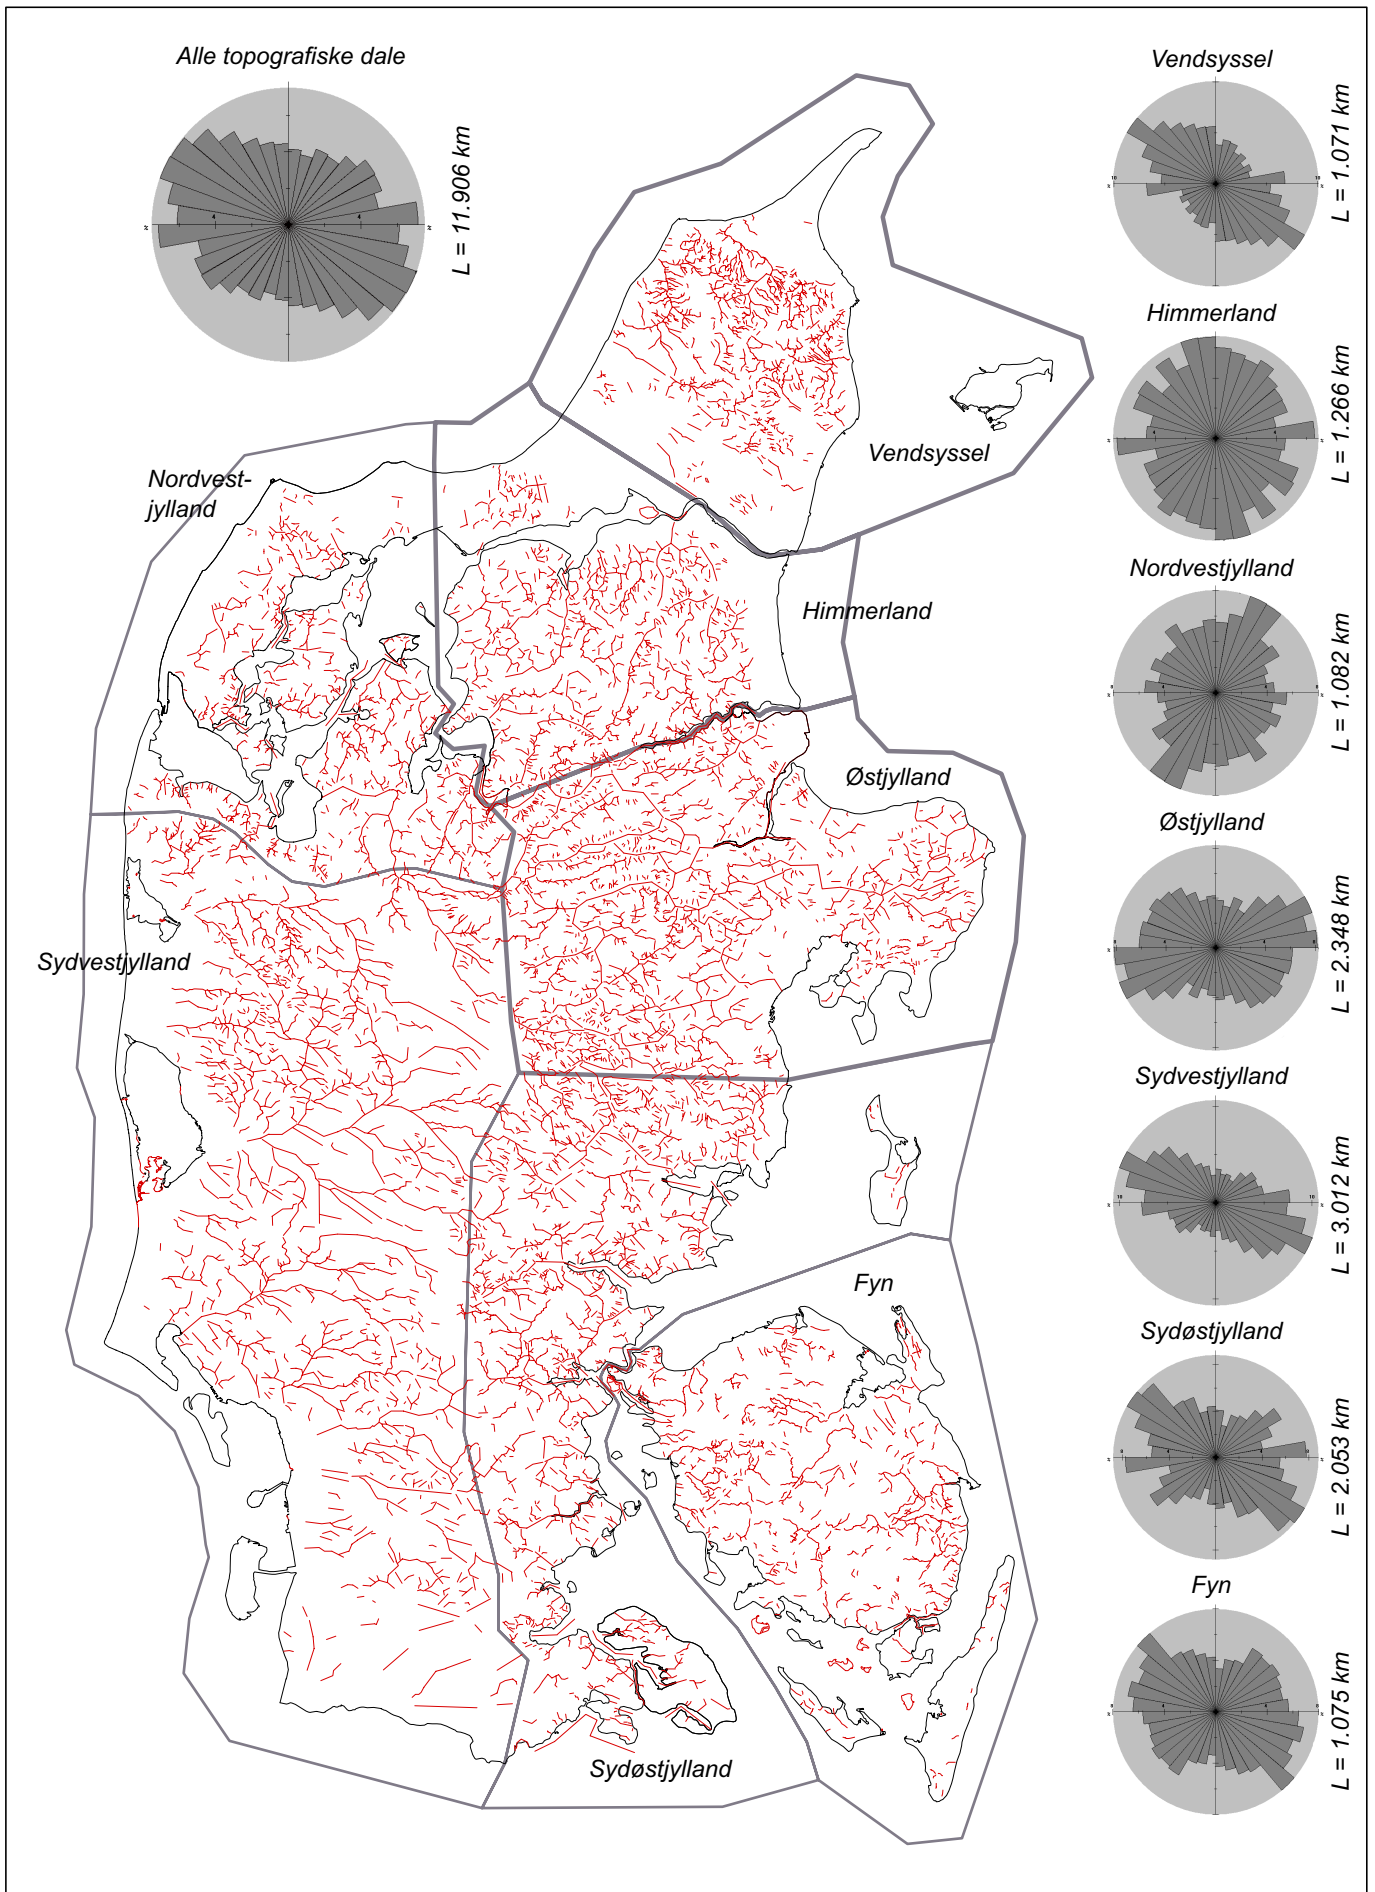 Alle topografiske dale
L = 11.906 km
Vendsyssel
L = 1.071 km
Himmerland
L = 1.266 km
Nordvestjylland
L = 1.082 km
Østjylland
L = 2.348 km
Sydvestjylland
L = 3.012 km
Sydøstjylland
L = 2.053 km
Fyn
L = 1.075 km
Vendsyssel
Nordvest-
jylland
Himmerland
Østjylland
Sydvestjylland
Fyn
Sydøstjylland